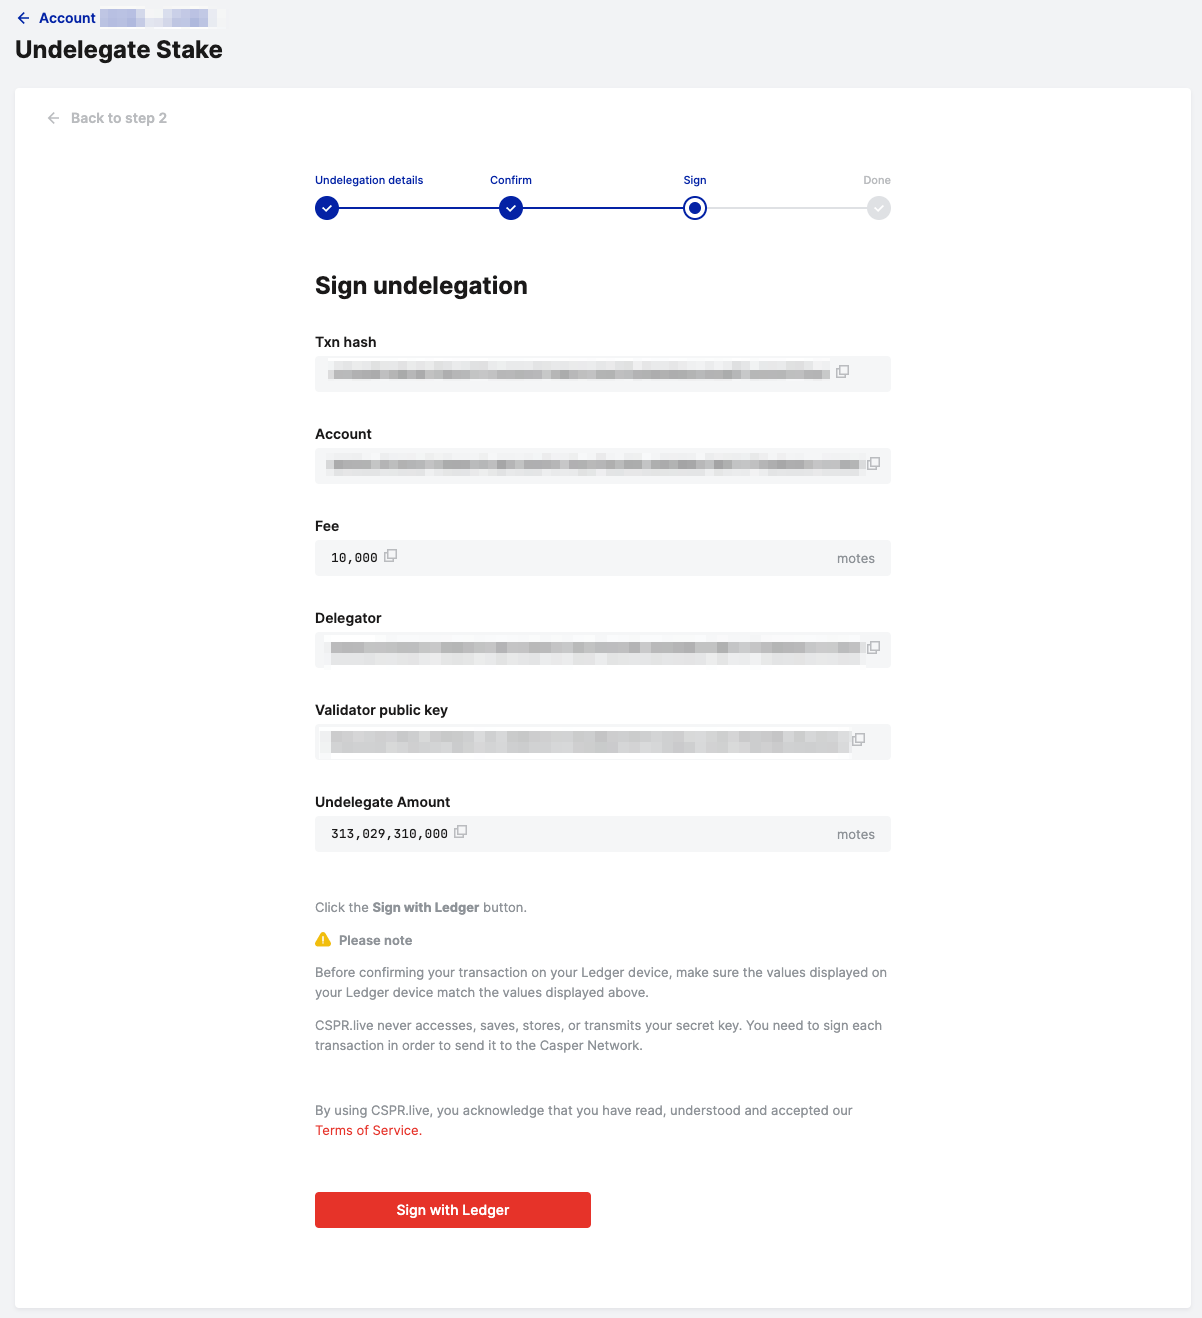 Account
Undelegate Stake
Back to step 2
Undelegation details
Confirm
Sign
Done
Sign undelegation
Txn hash
Account
Fee
10,000
motes
Delegator
Validator public key
Undelegate Amount
313,029,310,000
motes
Click the Sign with Ledger button.
Please note
Before confirming your transaction on your Ledger device, make sure the values displayed on
your Ledger device match the values displayed above.
CSPR.live never accesses, saves, stores, or transmits your secret key. You need to sign each
transaction in order to send it to the Casper Network.
By using CSPR.live, you acknowledge that you have read, understood and accepted our
Terms of Service.
Sign with Ledger